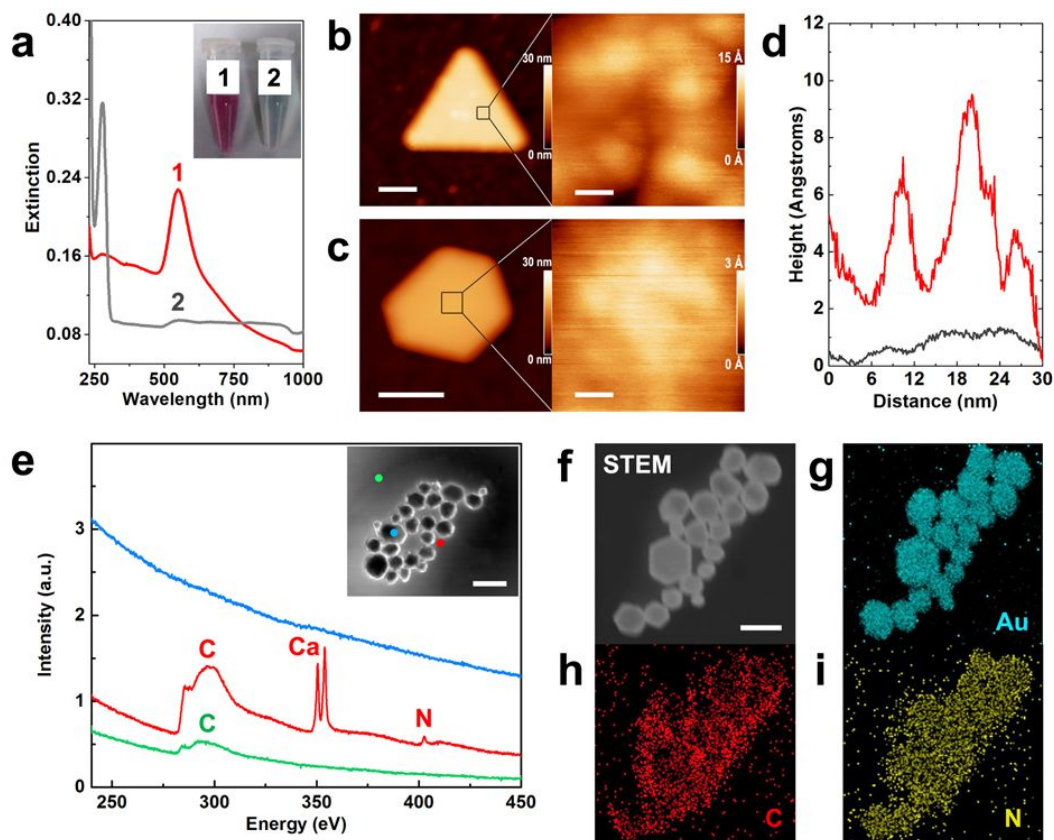 a
0.40
0.32
0.24
0.16
0.08
Extinction
250
500
750
1000
Wavelength (nm)
1
2
1
2
b
30 nm
0 nm
15 Å
0 Å
c
30 nm
0 nm
3 Å
0 Å
d
12
10
8
6
4
2
0
Height (Angstroms)
0
6
12
18
24
30
Distance (nm)
e
3
2
1
0
Intensity (a.u.)
C
Ca
N
C
250
300
350
400
450
Energy (eV)
f
STEM
g
Au
h
C
i
N